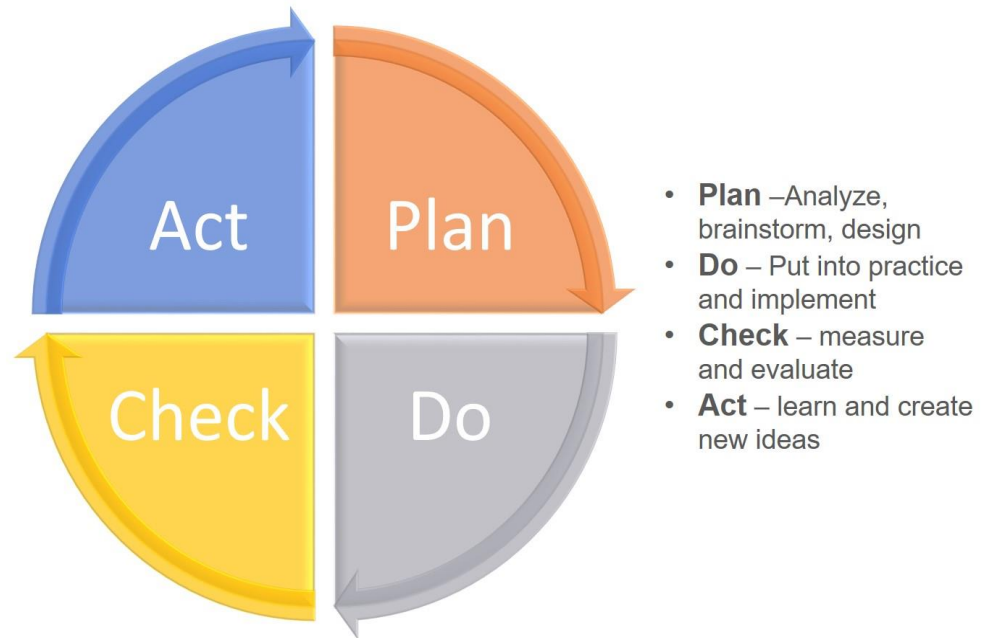 Act
Plan
Check
Do
• Plan –Analyze,
brainstorm, design
• Do – Put into practice
and implement
• Check – measure
and evaluate
• Act – learn and create
new ideas